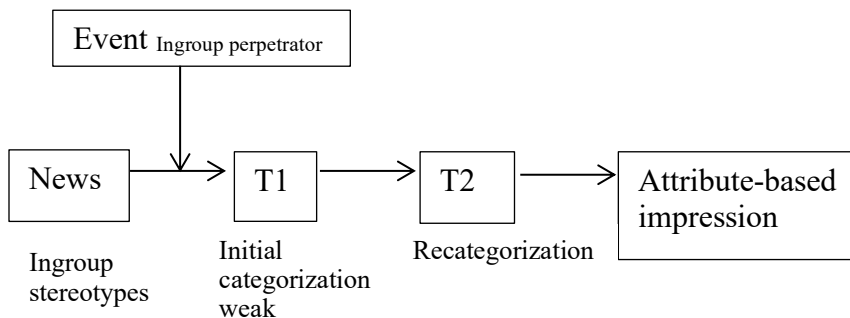 Event Ingroup perpetrator
News
T1
T2
Attribute-based
impression
Ingroup
stereotypes
Initial
categorization
weak
Recategorization